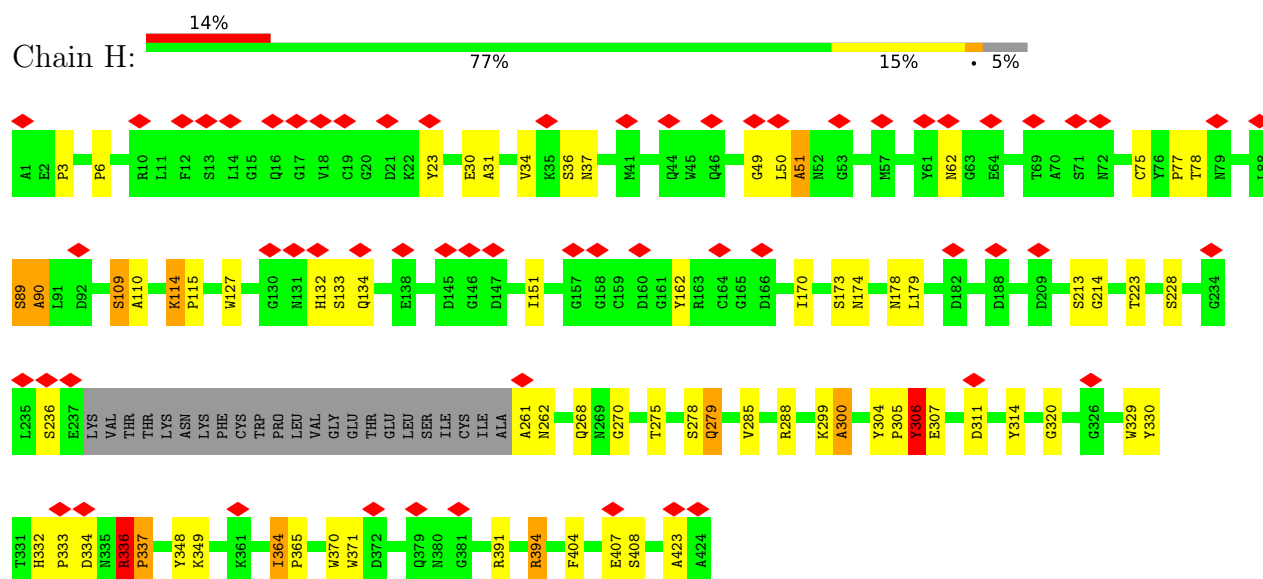 14%
Chain H:
77% 15% • 5%
A1 E2 P3 P6 R10 L11 F12 S13 L14 G15 Q16 G17 V18 C19 G20 D21 K22 Y23 E30 A31 V34 K35 S36 N37 M41 Q44 W45 Q46 G49 L50 A51 N52 G53 M57 Y61 N62 G63 E64 T69 A70 S71 N72 C75 Y76 P77 T78 N79 L88
S89 A90 L91 D92 S109 A110 K114 P115 W127 G130 N131 H132 S133 Q134 E138 D145 G146 D147 I151 G157 G158 C159 D160 G161 Y162 R163 C164 G165 D166 I170 S173 N174 N178 L179 D182 D188 D209 S213 G214 T223 S228 G234
L235 S236 E237 LYS VAL THR THR LYS ASN LYS PHE CYS TRP PRO LEU VAL GLY GLU THR GLU LEU SER ILE CYS ILE ALA A261 N262 Q268 N269 G270 T275 S278 Q279 V285 R288 K299 A300 Y304 P305 Y306 E307 D311 Y314 G320 G326 W329 Y330
T331 H332 P333 D334 N335 R336 P337 Y348 K349 K361 I364 P365 W370 W371 D372 Q379 N380 G381 R391 R394 F404 E407 S408 A423 A424